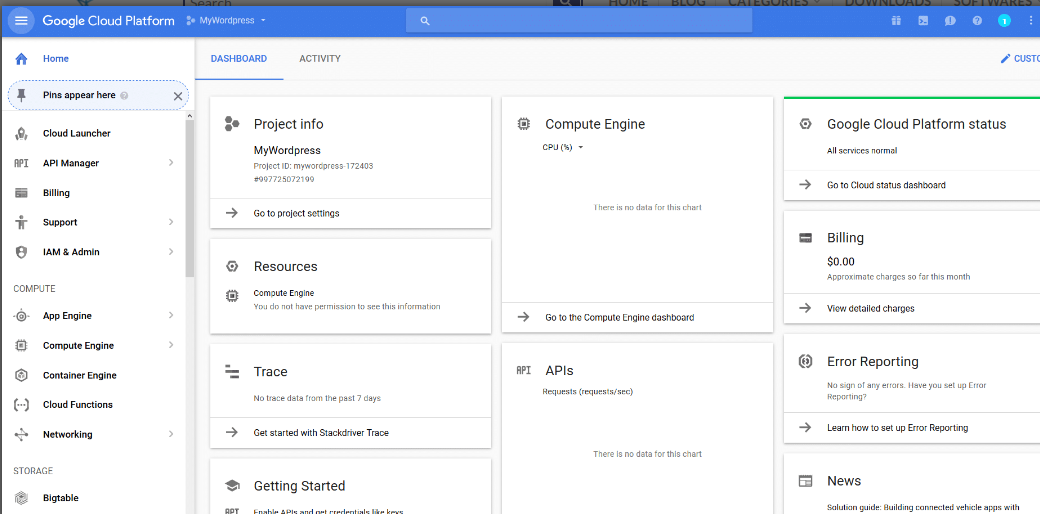 Search
HOME BLOG CATEGORIES DOWNLOADS SOFTWARES
Google Cloud Platform
MyWordpress
1
Home
Pins appear here
Cloud Launcher
API Manager
Billing
Support
IAM & Admin
COMPUTE
App Engine
Compute Engine
Container Engine
Cloud Functions
Networking
STORAGE
Bigtable
DASHBOARD
ACTIVITY
CUSTO
Project info
MyWordpress
Project ID: mywordpress-172403
#997725072199
Go to project settings
Resources
Compute Engine
You do not have permission to see this information
Trace
No trace data from the past 7 days
Get started with Stackdriver Trace
Getting Started
API
Enable APIs and get credentials like keys
Compute Engine
CPU (%)
There is no data for this chart
Go to the Compute Engine dashboard
API
APIs
Requests (requests/sec)
There is no data for this chart
Google Cloud Platform status
All services normal
Go to Cloud status dashboard
Billing
$0.00
Approximate charges so far this month
View detailed charges
Error Reporting
No sign of any errors. Have you set up Error
Reporting?
Learn how to set up Error Reporting
News
Solution guide: Building connected vehicle apps with